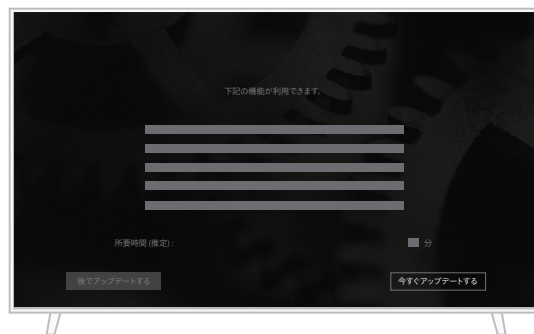 下記の機能が利用できます。
所要時間 (推定) :
分
後でアップデートする
今すぐアップデートする